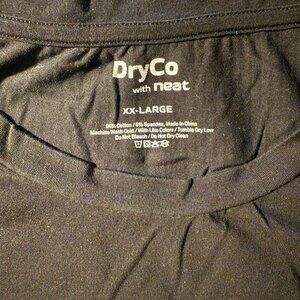 DryCo
with neat
XX-LARGE
94% Cotton / 6% Spandex, Made in China
Machine Wash Cold / With Like Colors / Tumble Dry Low
Do Not Bleach / Do Not Dry Clean